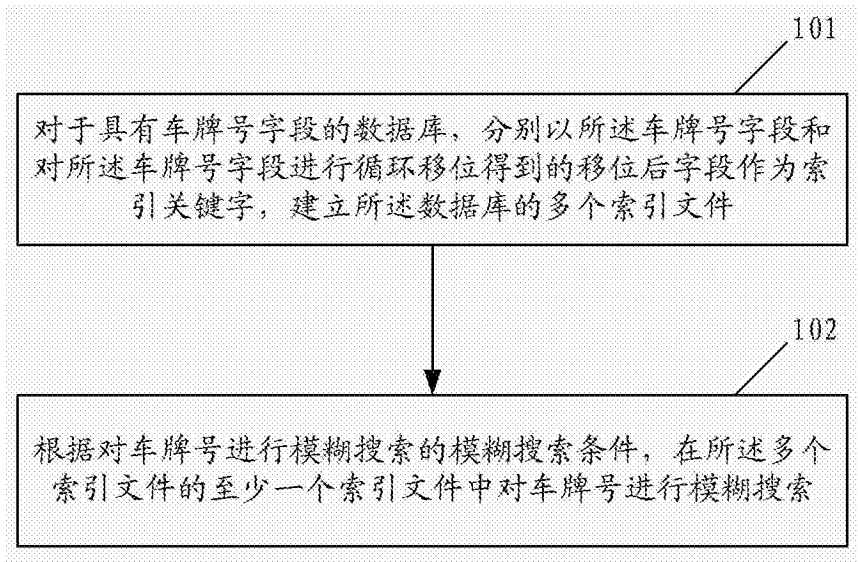 101
对于具有车牌号字段的数据库，分别以所述车牌号字段和
对所述车牌号字段进行循环移位得到的移位后字段作为索
引关键字，建立所述数据库的多个索引文件
102
根据对车牌号进行模糊搜索的模糊搜索条件，在所述多个
索引文件的至少一个索引文件中对车牌号进行模糊搜索